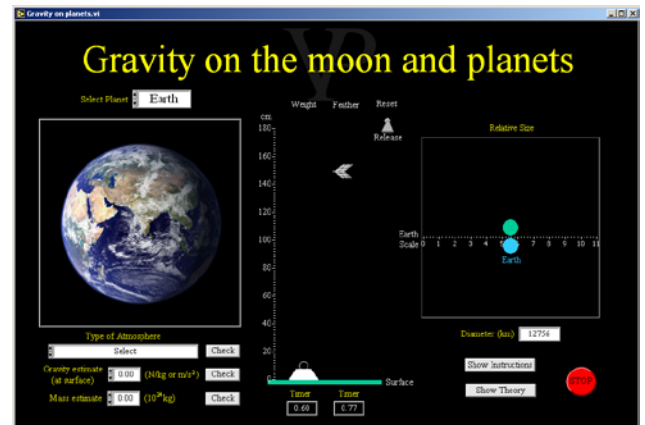 Gravity on planets.vi
Gravity on the moon and planets
Select Planet Earth
Weight Feather Reset
Release
cm
180
160
140
120
100
80
60
40
20
0
Surface
Timer Timer
0.60 0.77
Relative Size
Earth
Scale 0 1 2 3 4 5 6 7 8 9 10 11
Earth
Diameter (km) 12756
Type of Atmosphere
Select Check
Gravity estimate
(at surface) 0.00 (N/kg or m/s²) Check
Mass estimate 0.00 (10²⁴kg) Check
Show Instructions
Show Theory
STOP